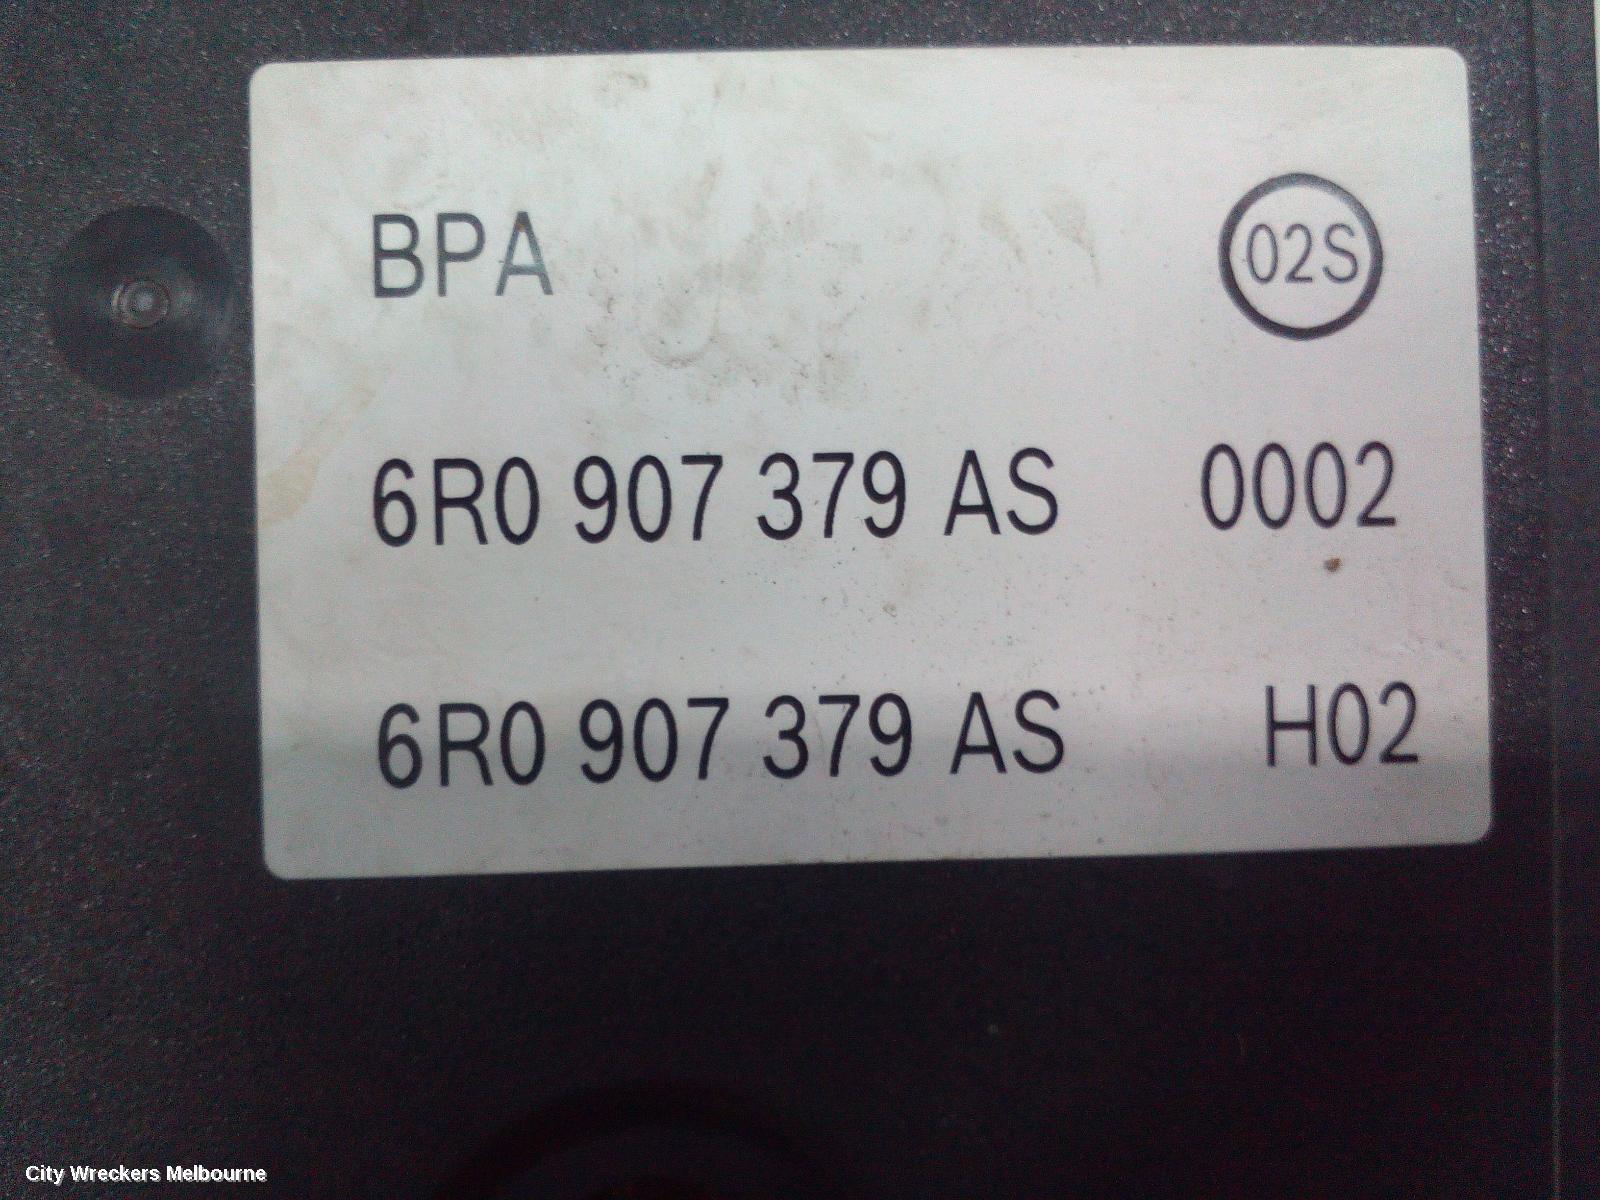 BPA 02S
6R0 907 379 AS 0002
6R0 907 379 AS H02
City Wreckers Melbourne